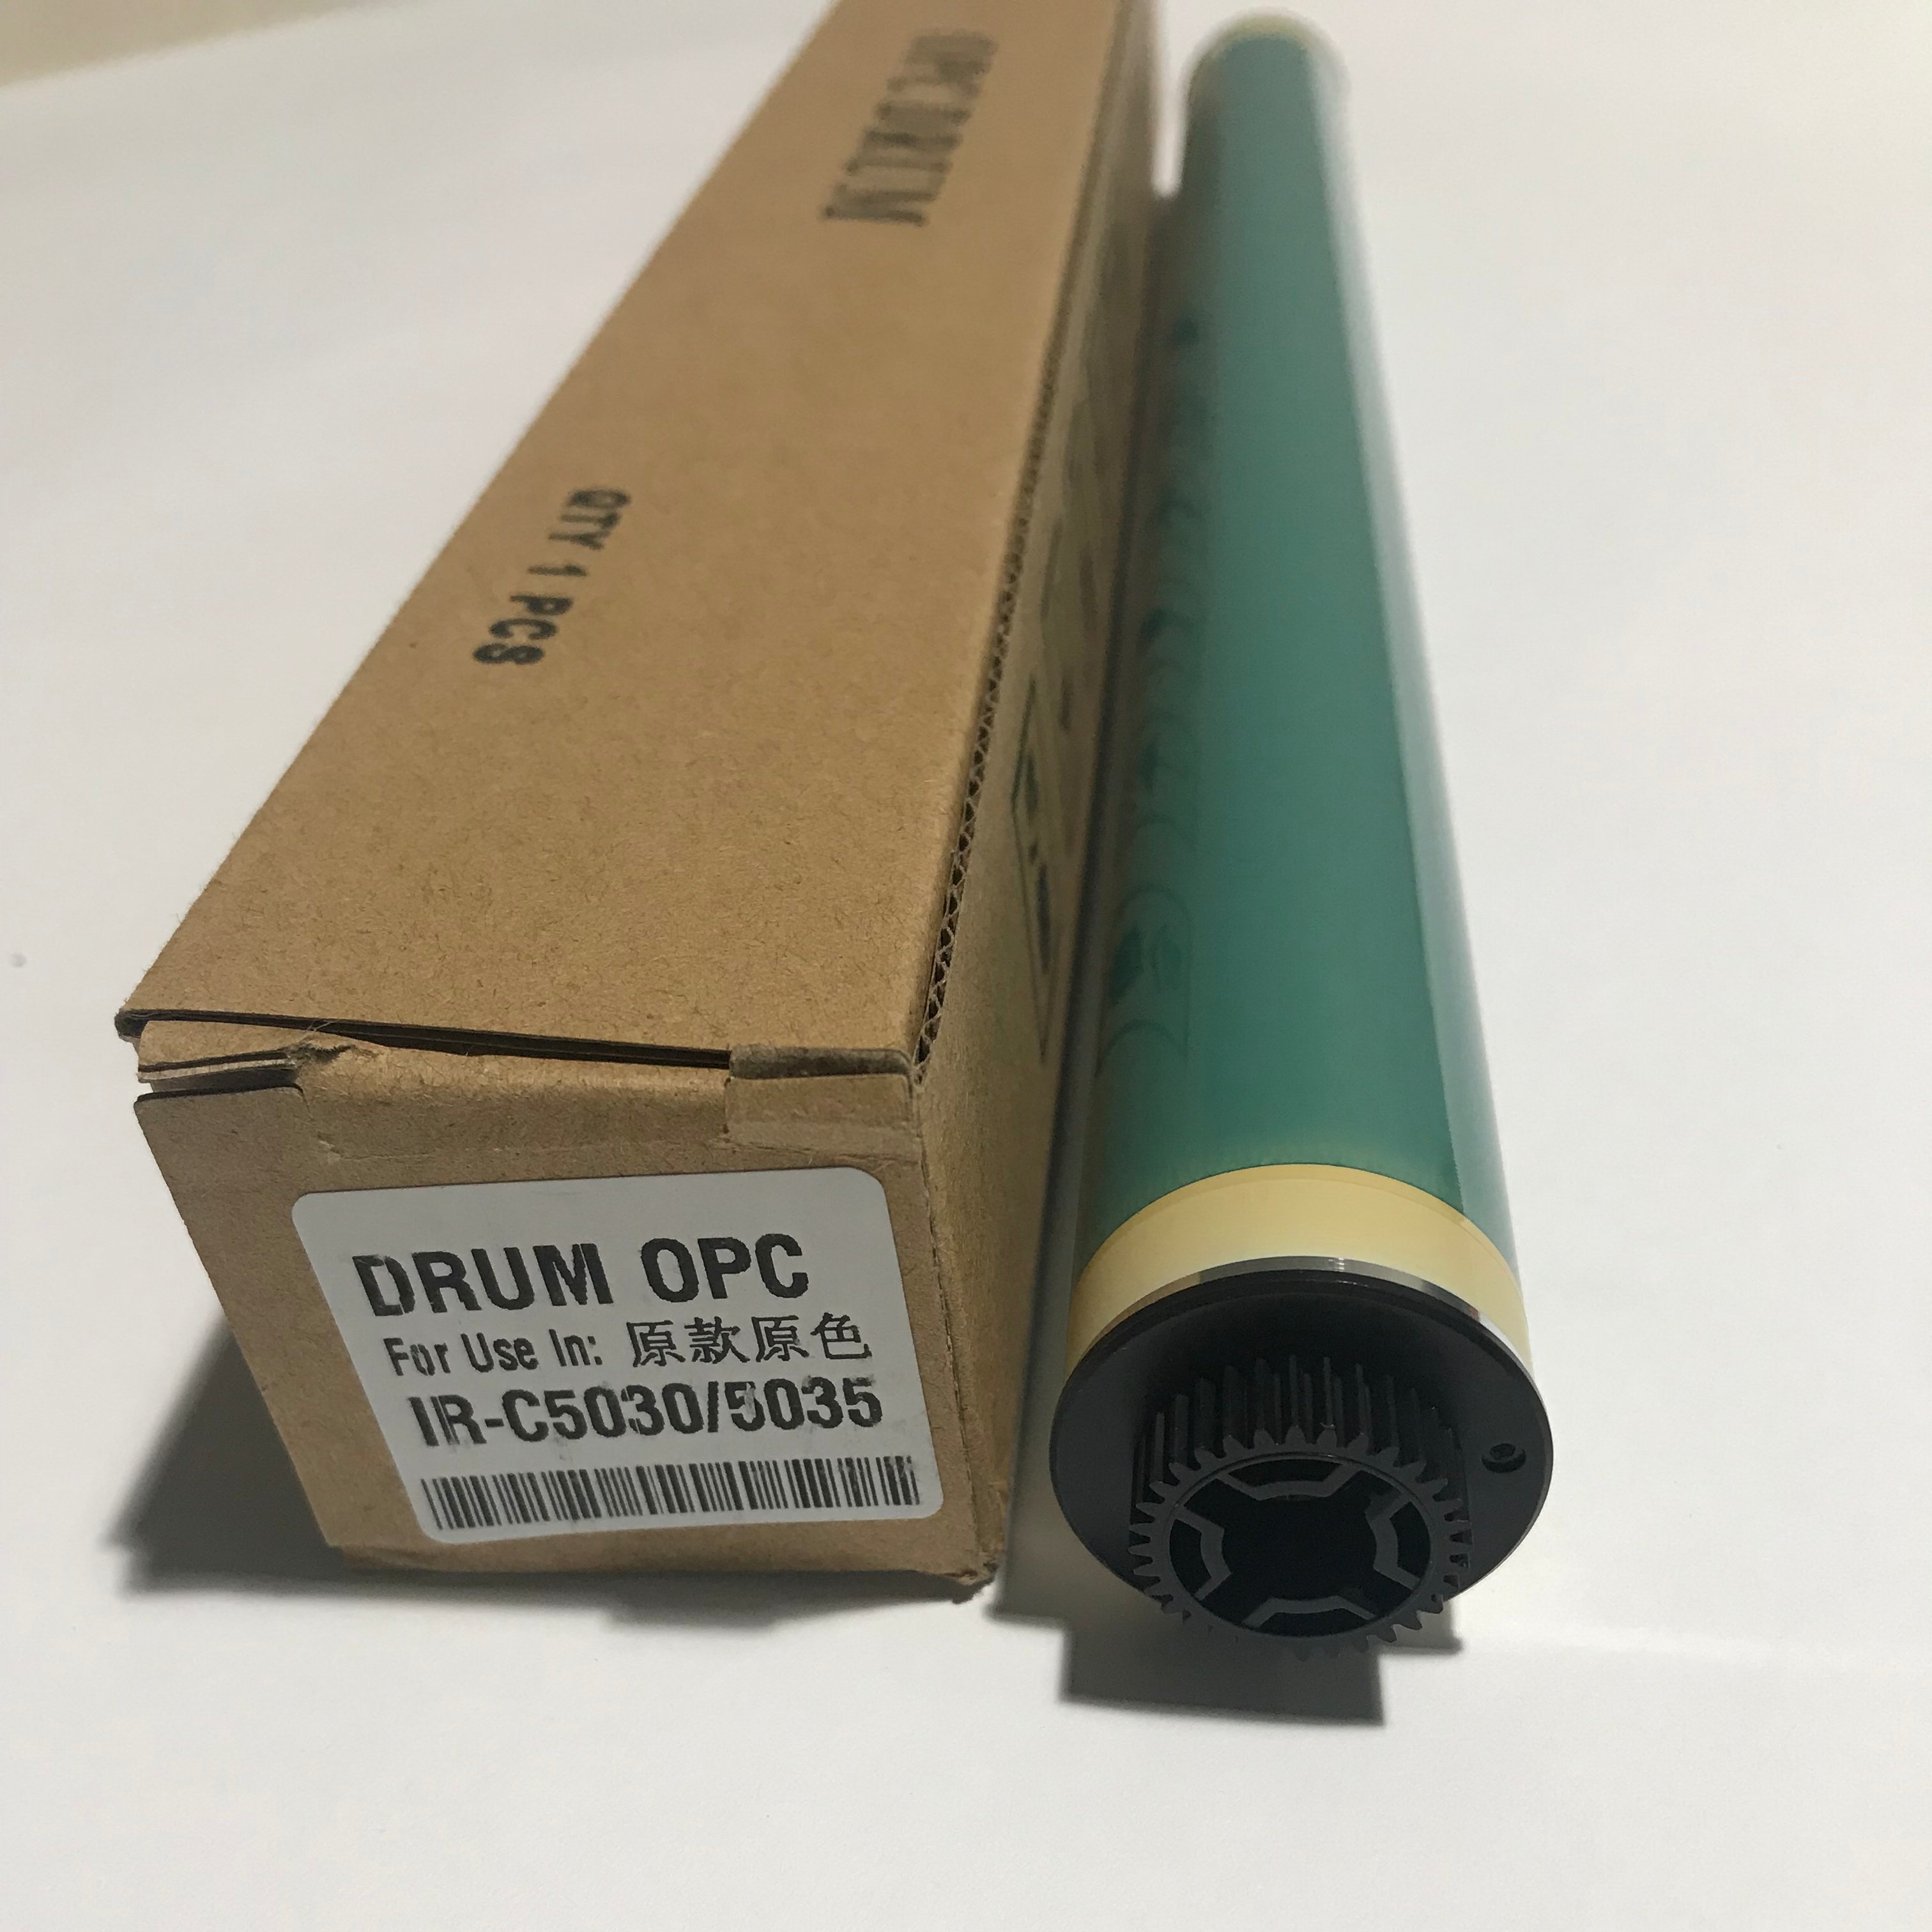 OPC DRUM
QTY 1 PCS
DRUM OPC
For Use In: 原款原色
IR-C5030/5035